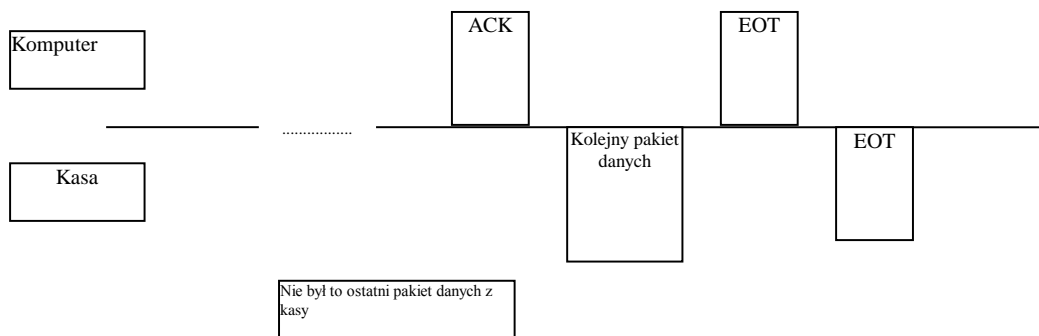 ACK
EOT
Komputer
.................
Kolejny pakiet
danych
EOT
Kasa
Nie był to ostatni pakiet danych z
kasy